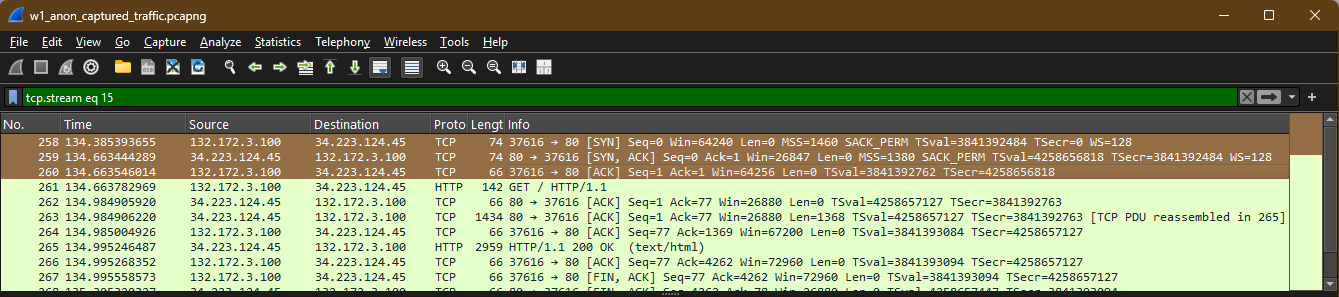 w1_anon_captured_traffic.pcapng
File Edit View Go Capture Analyze Statistics Telephony Wireless Tools Help
tcp.stream eq 15
No. Time Source Destination Proto Lengt Info
258 134.385393655 132.172.3.100 34.223.124.45 TCP 74 37616 → 80 [SYN] Seq=0 Win=64240 Len=0 MSS=1460 SACK_PERM TSval=3841392484 TSecr=0 WS=128
259 134.663444289 34.223.124.45 132.172.3.100 TCP 74 80 → 37616 [SYN, ACK] Seq=0 Ack=1 Win=26847 Len=0 MSS=1380 SACK_PERM TSval=4258656818 TSecr=3841392484 WS=128
260 134.663546014 132.172.3.100 34.223.124.45 TCP 66 37616 → 80 [ACK] Seq=1 Ack=1 Win=64256 Len=0 TSval=3841392762 TSecr=4258656818
261 134.663782969 132.172.3.100 34.223.124.45 HTTP 142 GET / HTTP/1.1
262 134.984905920 34.223.124.45 132.172.3.100 TCP 66 80 → 37616 [ACK] Seq=1 Ack=77 Win=26880 Len=0 TSval=4258657127 TSecr=3841392763
263 134.984906220 34.223.124.45 132.172.3.100 TCP 1434 80 → 37616 [ACK] Seq=1 Ack=77 Win=26880 Len=1368 TSval=4258657127 TSecr=3841392763 [TCP PDU reassembled in 265]
264 134.985004926 132.172.3.100 34.223.124.45 TCP 66 37616 → 80 [ACK] Seq=77 Ack=1369 Win=67200 Len=0 TSval=3841393084 TSecr=4258657127
265 134.995246487 34.223.124.45 132.172.3.100 HTTP 2959 HTTP/1.1 200 OK (text/html)
266 134.995268352 132.172.3.100 34.223.124.45 TCP 66 37616 → 80 [ACK] Seq=77 Ack=4262 Win=72960 Len=0 TSval=3841393094 TSecr=4258657127
267 134.995558573 132.172.3.100 34.223.124.45 TCP 66 37616 → 80 [FIN, ACK] Seq=77 Ack=4262 Win=72960 Len=0 TSval=3841393094 TSecr=4258657127